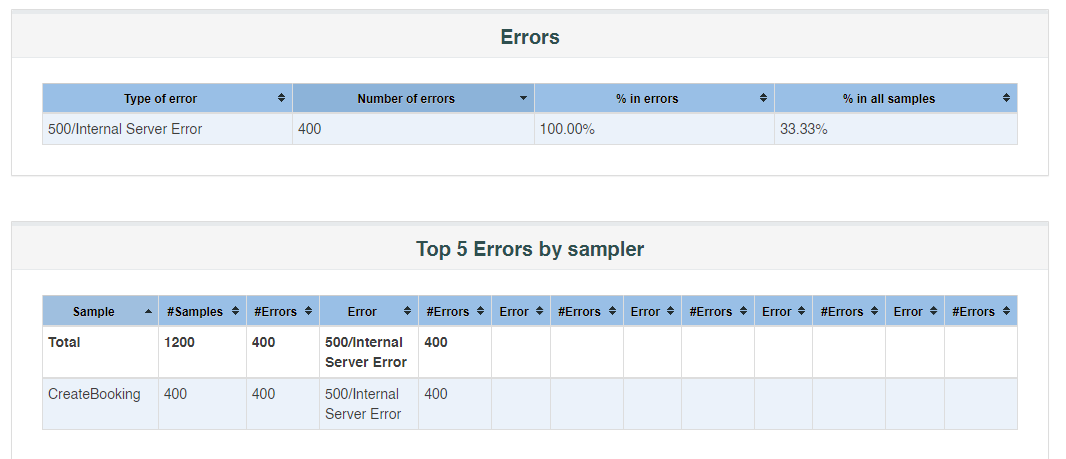 Errors
Type of error Number of errors % in errors % in all samples
500/Internal Server Error 400 100.00% 33.33%
Top 5 Errors by sampler
Sample #Samples #Errors Error #Errors Error #Errors Error #Errors Error #Errors Error #Errors
Total 1200 400 500/Internal 400
Server Error
CreateBooking 400 400 500/Internal 400
Server Error